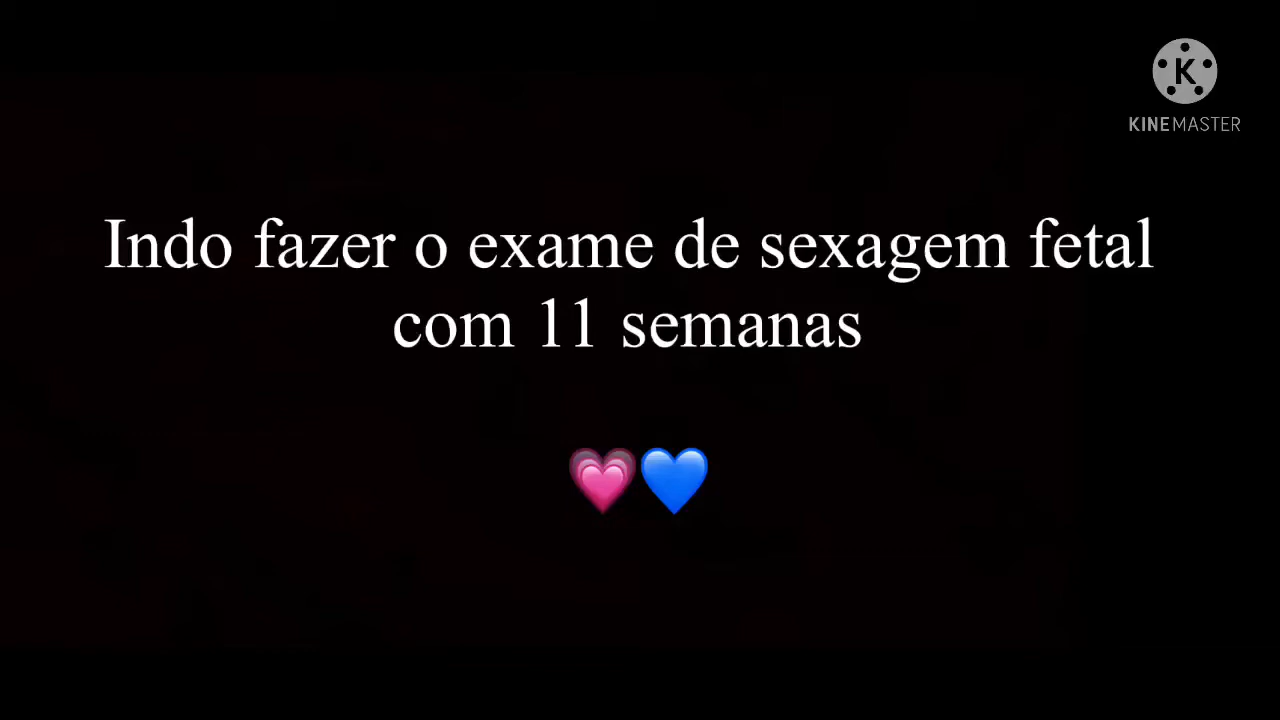 KINEMASTER
Indo fazer o exame de sexagem fetal
com 11 semanas
💗💙